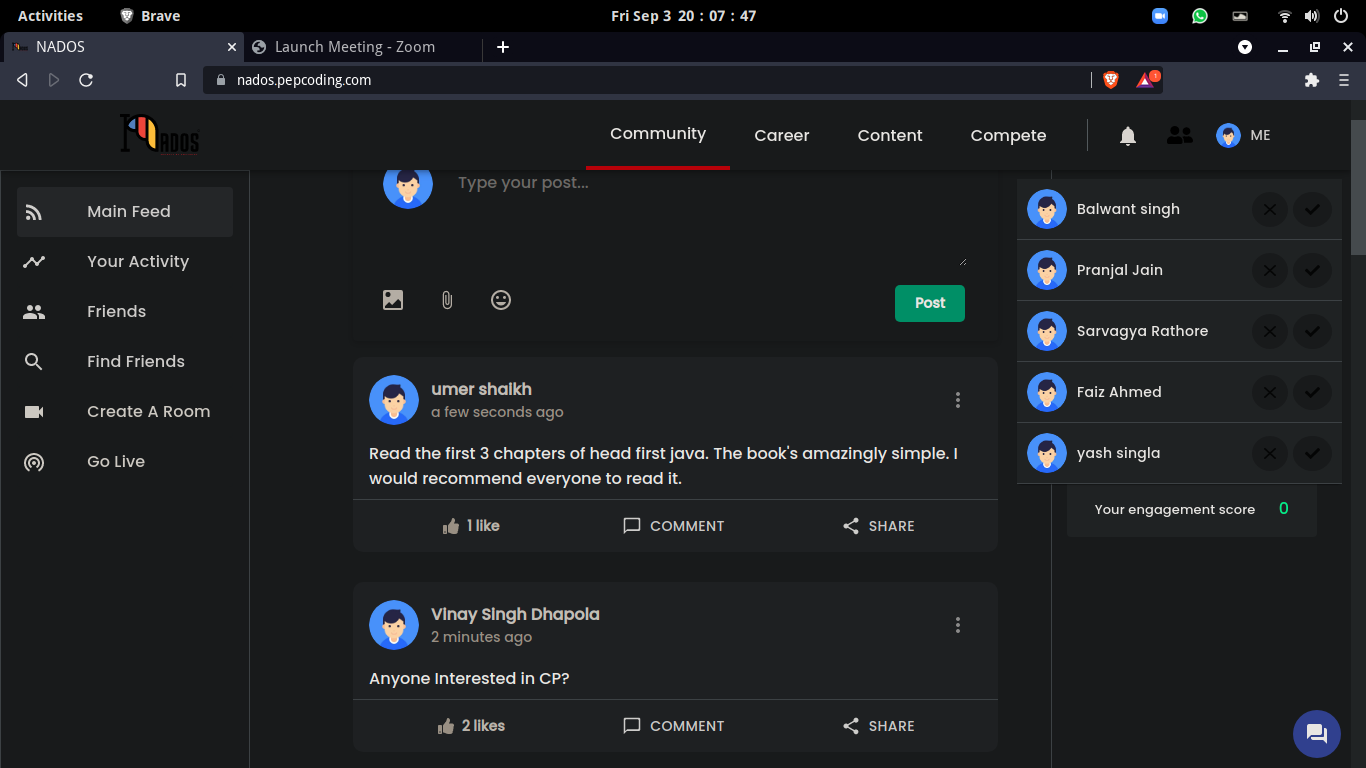 Activities
Brave
Fri Sep 3 20 : 07 : 47
NADOS
Launch Meeting - Zoom
nados.pepcoding.com
1
NADOS
Community
Career
Content
Compete
ME
Main Feed
Your Activity
Friends
Find Friends
Create A Room
Go Live
Type your post...
Post
umer shaikh
a few seconds ago
Read the first 3 chapters of head first java. The book's amazingly simple. I
would recommend everyone to read it.
1 like
COMMENT
SHARE
Vinay Singh Dhapola
2 minutes ago
Anyone Interested in CP?
2 likes
COMMENT
SHARE
Balwant singh
Pranjal Jain
Sarvagya Rathore
Faiz Ahmed
yash singla
Your engagement score 0